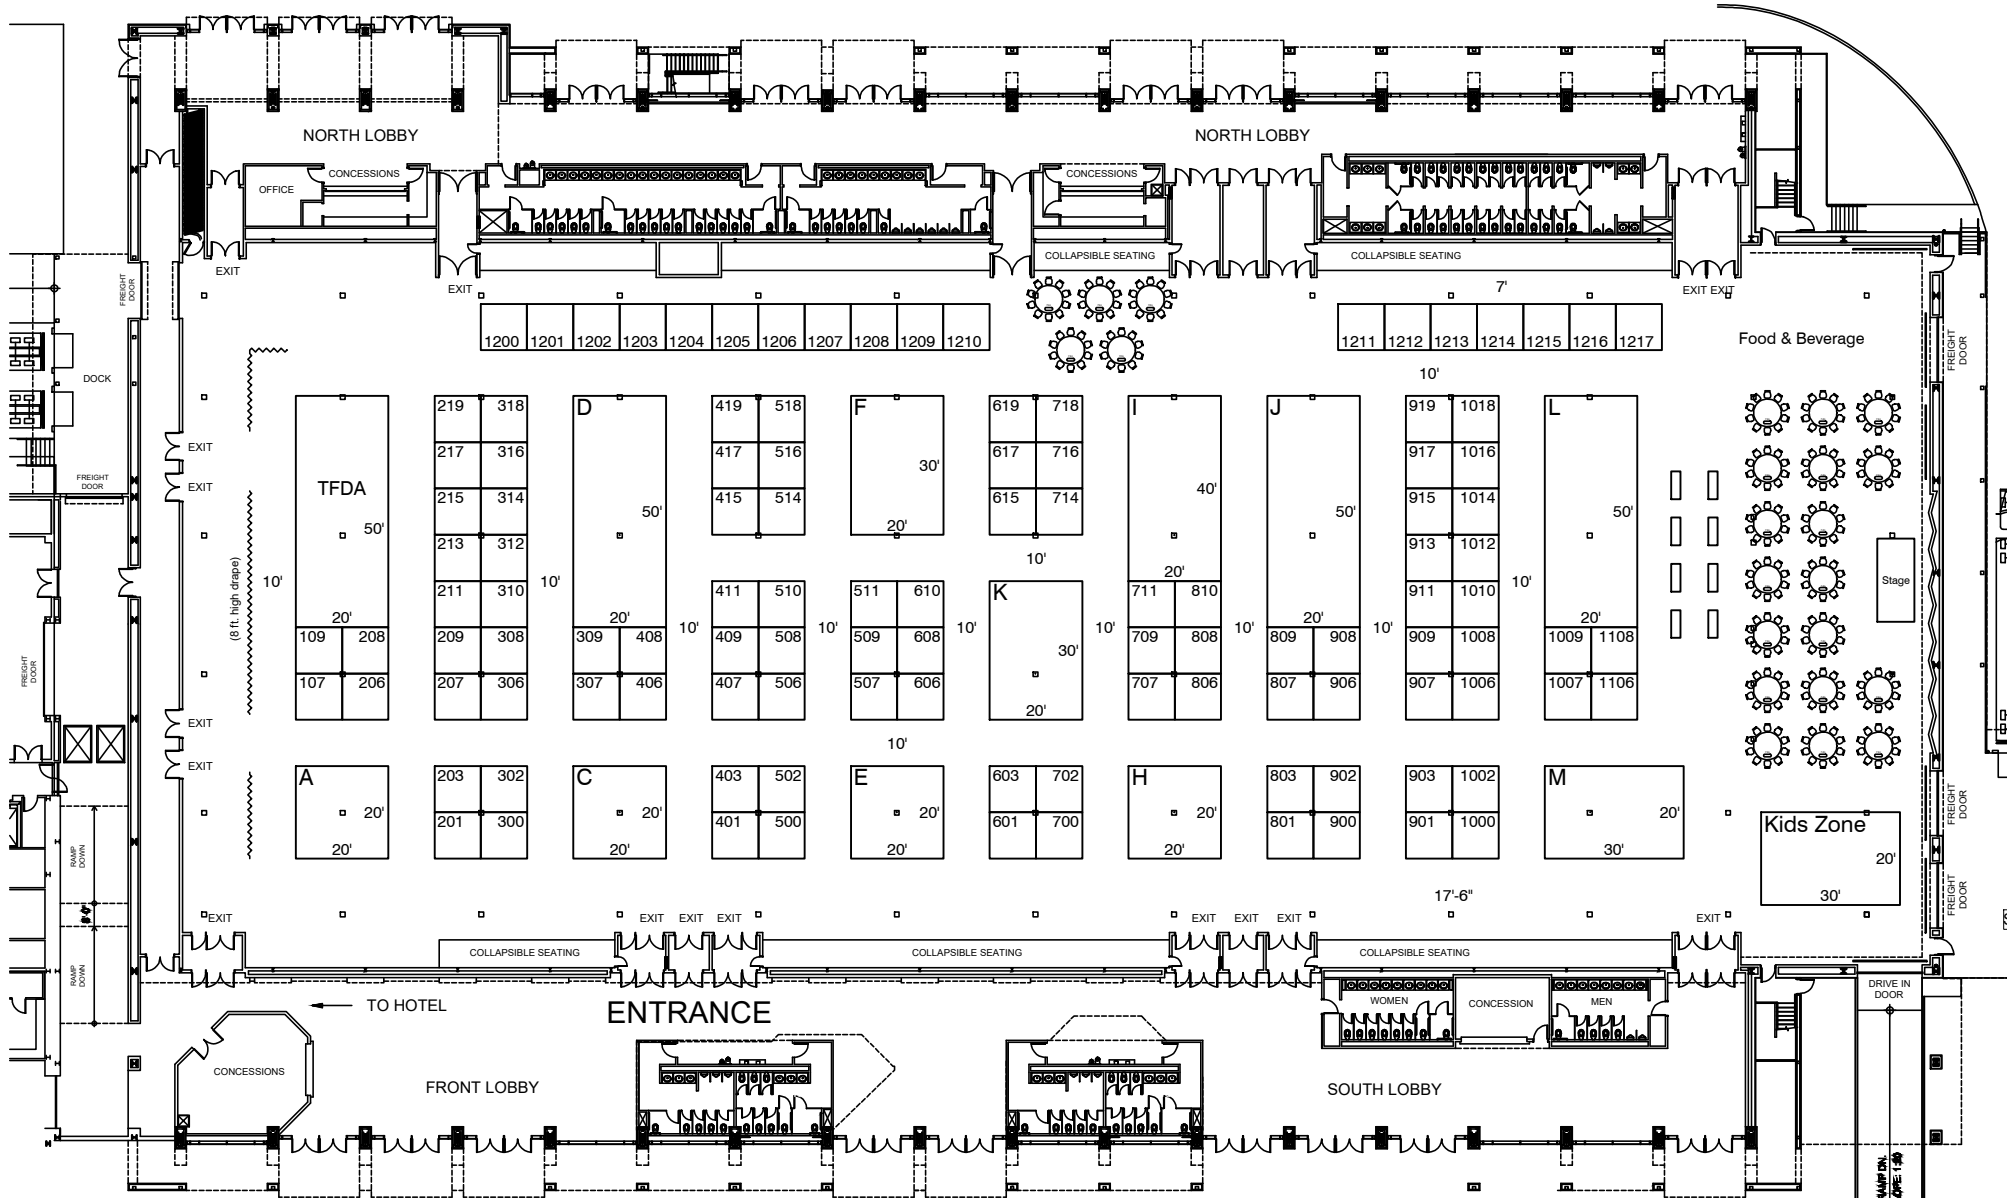 NORTH LOBBY
NORTH LOBBY
OFFICE
CONCESSIONS
CONCESSIONS
EXIT
EXIT
COLLAPSIBLE SEATING
COLLAPSIBLE SEATING
EXIT EXIT
FREIGHT
DOOR
7'
1200 1201 1202 1203 1204 1205 1206 1207 1208 1209 1210
1211 1212 1213 1214 1215 1216 1217
Food & Beverage
FREIGHT
DOOR
DOCK
10'
219 318
D
419 518
F
619 718
I
J
919 1018
L
EXIT
217 316
417 516
30'
617 716
917 1016
FREIGHT
DOOR
EXIT
TFDA
215 314
415 514
40'
615 714
915 1014
50'
50'
50'
50'
20'
213 312
913 1012
10'
(8 ft. high drape)
10'
10'
20'
10'
Stage
211 310
411 510
511 610
K
711 810
911 1010
20'
20'
20'
20'
109 208
209 308
309 408
10'
409 508
10'
509 608
10'
30'
10'
709 808
10'
809 908
10'
909 1008
1009 1108
FREIGHT
DOOR
107 206
207 306
307 406
407 506
507 606
20'
707 806
807 906
907 1006
1007 1106
EXIT
10'
EXIT
A
203 302
C
403 502
E
603 702
H
803 902
903 1002
M
FREIGHT
DOOR
20'
201 300
20'
401 500
20'
601 700
20'
801 900
901 1000
20'
Kids Zone
20'
20'
20'
20'
20'
30'
30'
RAMP
DOWN
17'-6"
FREIGHT
DOOR
EXIT
EXIT EXIT EXIT
EXIT EXIT EXIT
EXIT
8'-0"
RAMP
DOWN
COLLAPSIBLE SEATING
COLLAPSIBLE SEATING
COLLAPSIBLE SEATING
DRIVE IN
DOOR
TO HOTEL
ENTRANCE
WOMEN
CONCESSION
MEN
CONCESSIONS
FRONT LOBBY
SOUTH LOBBY